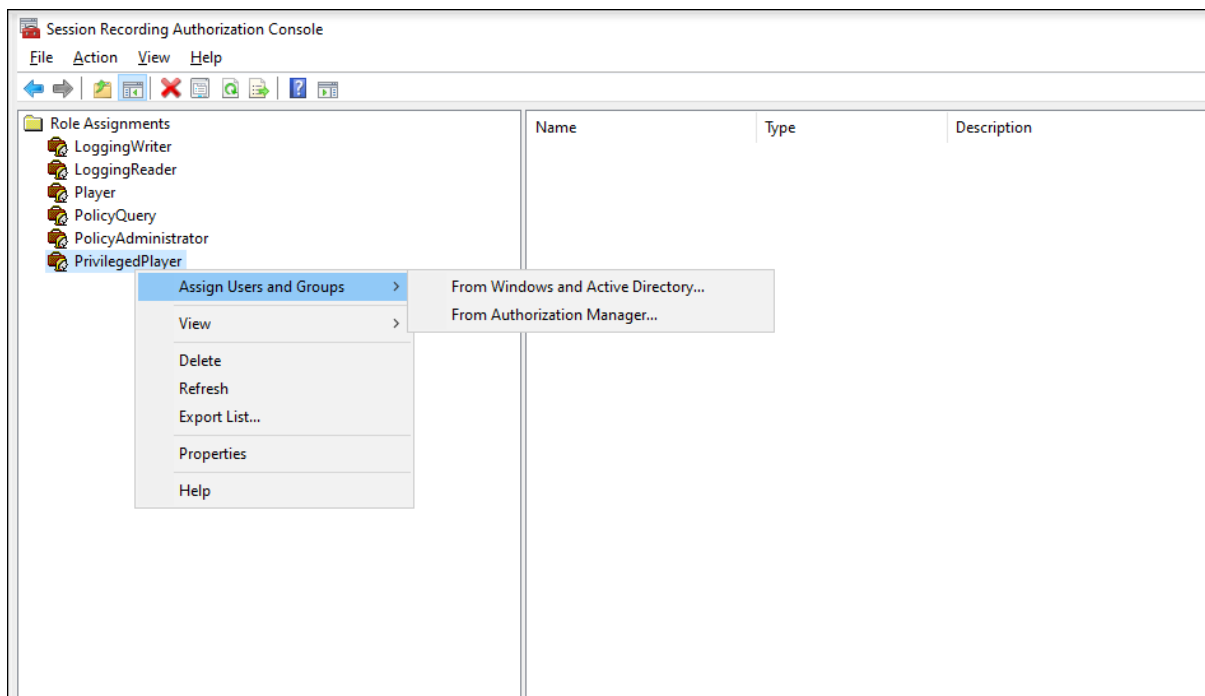 Session Recording Authorization Console
File Action View Help
Role Assignments
Name Type Description
LoggingWriter
LoggingReader
Player
PolicyQuery
PolicyAdministrator
PrivilegedPlayer
Assign Users and Groups
From Windows and Active Directory...
From Authorization Manager...
View
Delete
Refresh
Export List...
Properties
Help